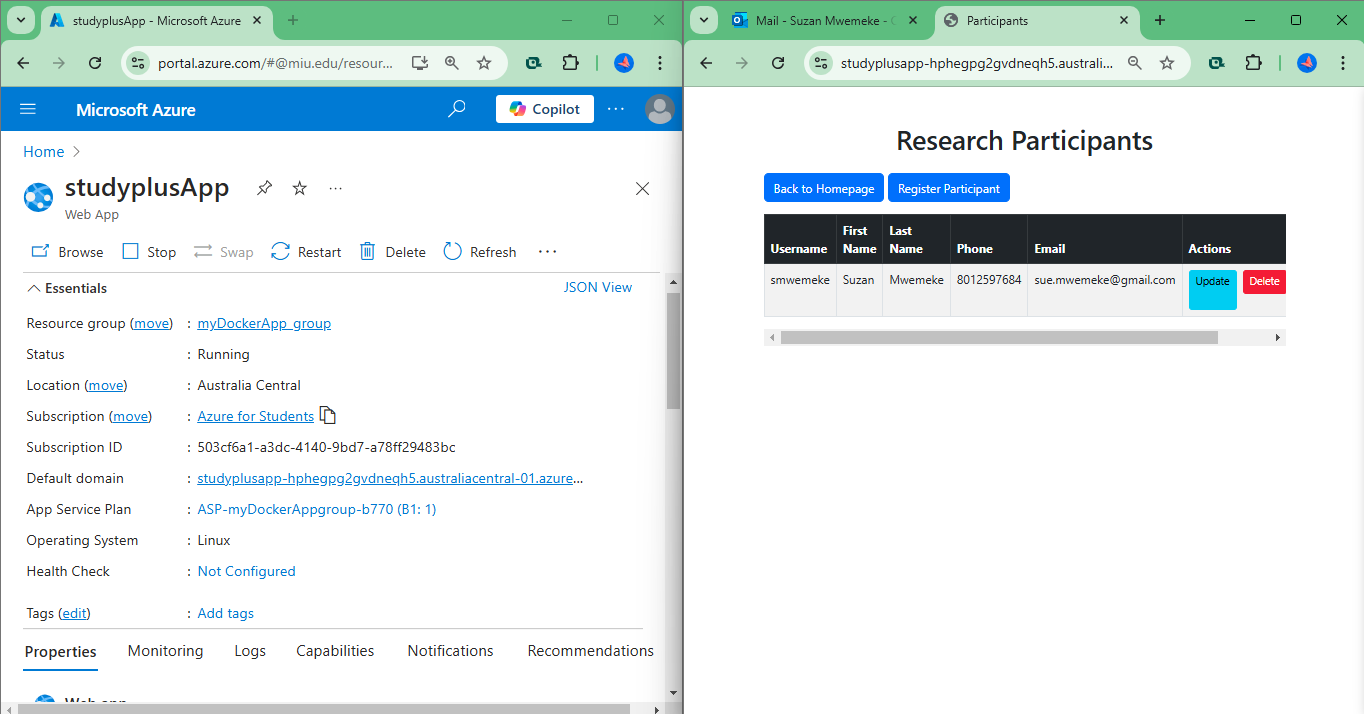 studyplusApp - Microsoft Azure
portal.azure.com/#@miu.edu/resour...
Microsoft Azure
Copilot
Home
studyplusApp
Web App
Browse Stop Swap Restart Delete Refresh
Essentials
JSON View
Resource group (move) : myDockerApp_group
Status : Running
Location (move) : Australia Central
Subscription (move) : Azure for Students
Subscription ID : 503cf6a1-a3dc-4140-9bd7-a78ff29483bc
Default domain : studyplusapp-hphegpg2gvdneqh5.australiacentral-01.azure...
App Service Plan : ASP-myDockerAppgroup-b770 (B1: 1)
Operating System : Linux
Health Check : Not Configured
Tags (edit) : Add tags
Properties Monitoring Logs Capabilities Notifications Recommendations
Web app
Mail - Suzan Mwemeke -
Participants
studyplusapp-hphegpg2gvdneqh5.australi...
Research Participants
Back to Homepage Register Participant
Username First Name Last Name Phone Email Actions
smwemeke Suzan Mwemeke 8012597684 sue.mwemeke@gmail.com Update Delete